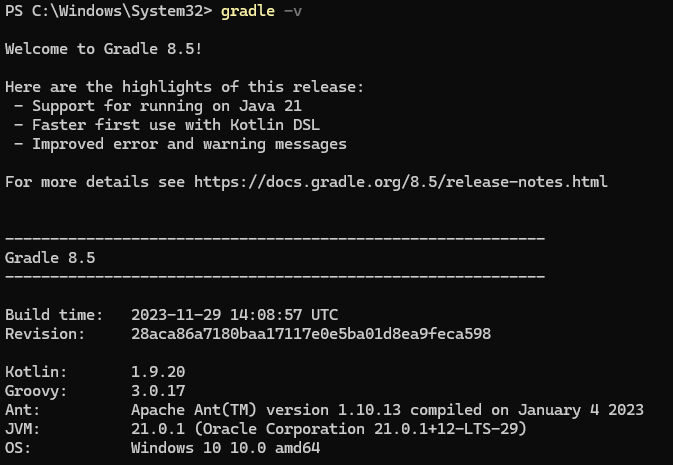 PS C:\Windows\System32> gradle -v
Welcome to Gradle 8.5!
Here are the highlights of this release:
 - Support for running on Java 21
 - Faster first use with Kotlin DSL
 - Improved error and warning messages
For more details see https://docs.gradle.org/8.5/release-notes.html
------------------------------------------------------------
Gradle 8.5
------------------------------------------------------------
Build time:   2023-11-29 14:08:57 UTC
Revision:     28aca86a7180baa17117e0e5ba01d8ea9feca598
Kotlin:       1.9.20
Groovy:       3.0.17
Ant:          Apache Ant(TM) version 1.10.13 compiled on January 4 2023
JVM:          21.0.1 (Oracle Corporation 21.0.1+12-LTS-29)
OS:           Windows 10 10.0 amd64